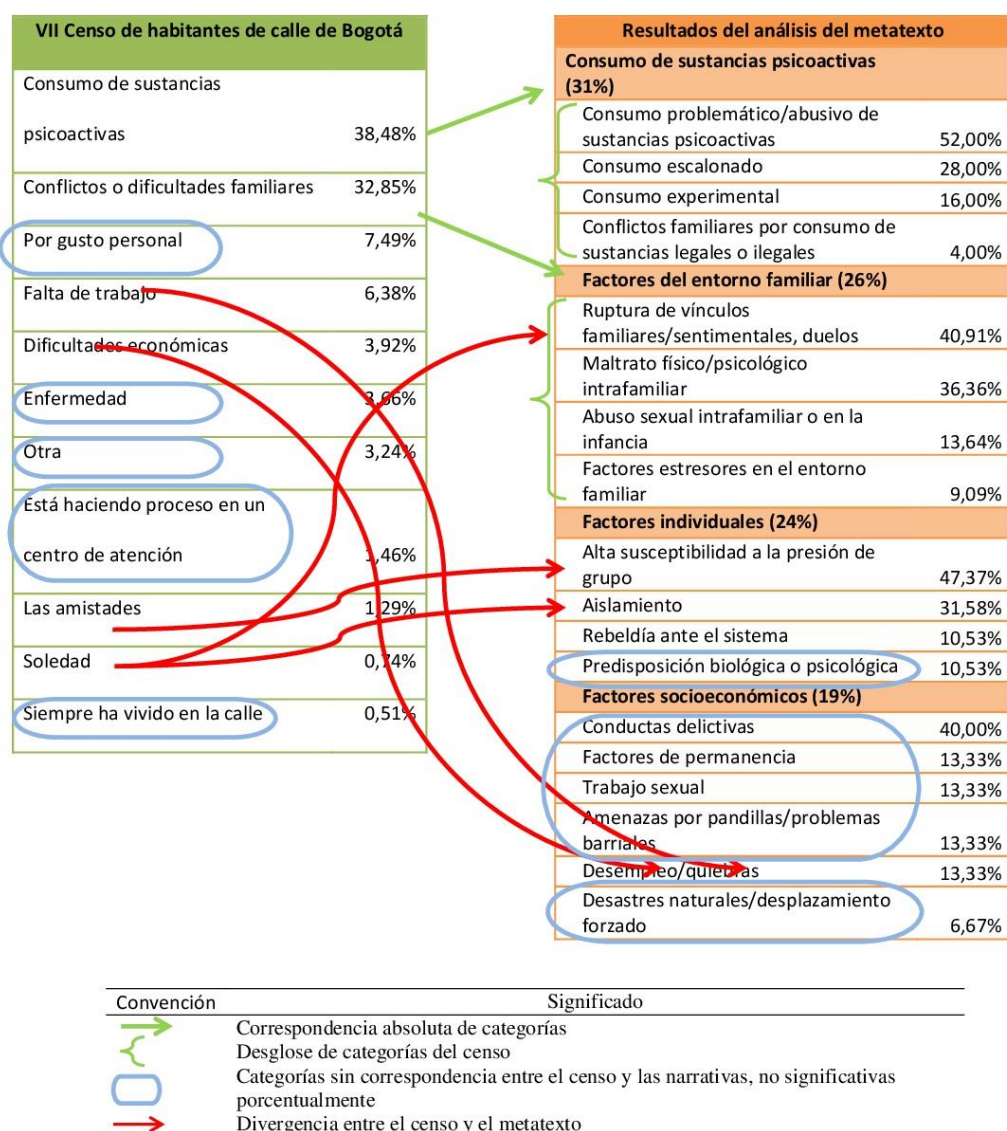 VII Censo de habitantes de calle de Bogotá
Consumo de sustancias
psicoactivas 38,48%
Conflictos o dificultades familiares 32,85%
Por gusto personal 7,49%
Falta de trabajo 6,38%
Dificultades económicas 3,92%
Enfermedad 3,66%
Otra 3,24%
Está haciendo proceso en un
centro de atención 1,46%
Las amistades 1,29%
Soledad 0,74%
Siempre ha vivido en la calle 0,51%
Resultados del análisis del metatexto
Consumo de sustancias psicoactivas
(31%)
Consumo problemático/abusivo de
sustancias psicoactivas 52,00%
Consumo escalonado 28,00%
Consumo experimental 16,00%
Conflictos familiares por consumo de
sustancias legales o ilegales 4,00%
Factores del entorno familiar (26%)
Ruptura de vínculos
familiares/sentimentales, duelos 40,91%
Maltrato físico/psicológico
intrafamiliar 36,36%
Abuso sexual intrafamiliar o en la
infancia 13,64%
Factores estresores en el entorno
familiar 9,09%
Factores individuales (24%)
Alta susceptibilidad a la presión de
grupo 47,37%
Aislamiento 31,58%
Rebeldía ante el sistema 10,53%
Predisposición biológica o psicológica 10,53%
Factores socioeconómicos (19%)
Conductas delictivas 40,00%
Factores de permanencia 13,33%
Trabajo sexual 13,33%
Amenazas por pandillas/problemas
barriales 13,33%
Desempleo/quiebras 13,33%
Desastres naturales/desplazamiento
forzado 6,67%
Convención Significado
Correspondencia absoluta de categorías
Desglose de categorías del censo
Categorías sin correspondencia entre el censo y las narrativas, no significativas
porcentualmente
Divergencia entre el censo y el metatexto